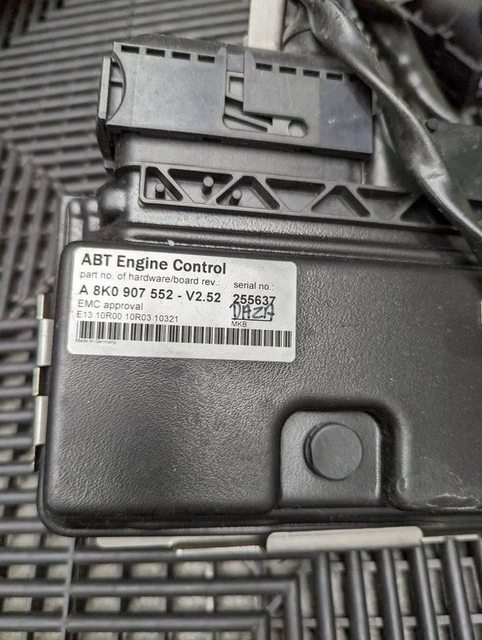 ABT Engine Control
part no. of hardware/board rev.: serial no.:
A 8K0 907 552 - V2.52 255637
EMC approval DAZA
E13 10R00 10R03 10321 MKB
Made in Germany